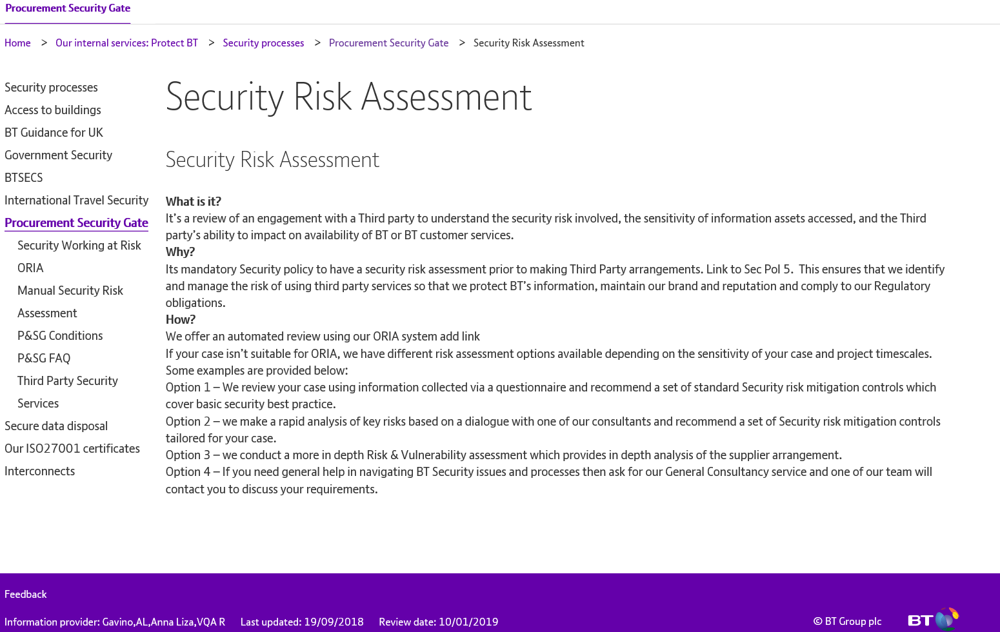 Procurement Security Gate
Home > Our internal services: Protect BT > Security processes > Procurement Security Gate > Security Risk Assessment
Security processes
Access to buildings
BT Guidance for UK
Government Security
BTSECS
International Travel Security
Procurement Security Gate
Security Working at Risk
ORIA
Manual Security Risk
Assessment
P&SG Conditions
P&SG FAQ
Third Party Security
Services
Secure data disposal
Our ISO27001 certificates
Interconnects
Security Risk Assessment
Security Risk Assessment
What is it?
It’s a review of an engagement with a Third party to understand the security risk involved, the sensitivity of information assets accessed, and the Third
party’s ability to impact on availability of BT or BT customer services.
Why?
Its mandatory Security policy to have a security risk assessment prior to making Third Party arrangements. Link to Sec Pol 5.  This ensures that we identify
and manage the risk of using third party services so that we protect BT’s information, maintain our brand and reputation and comply to our Regulatory
obligations.
How?
We offer an automated review using our ORIA system add link
If your case isn’t suitable for ORIA, we have different risk assessment options available depending on the sensitivity of your case and project timescales.
Some examples are provided below:
Option 1 – We review your case using information collected via a questionnaire and recommend a set of standard Security risk mitigation controls which
cover basic security best practice.
Option 2 – we make a rapid analysis of key risks based on a dialogue with one of our consultants and recommend a set of Security risk mitigation controls
tailored for your case.
Option 3 – we conduct a more in depth Risk & Vulnerability assessment which provides in depth analysis of the supplier arrangement.
Option 4 – If you need general help in navigating BT Security issues and processes then ask for our General Consultancy service and one of our team will
contact you to discuss your requirements.
Feedback
Information provider: Gavino,AL,Anna Liza,VQA R Last updated: 19/09/2018 Review date: 10/01/2019 © BT Group plc BT